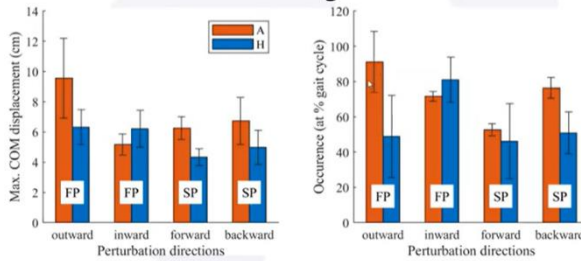 14
12
10
8
6
4
2
0
Max. COM displacement (cm)
A
H
FP
FP
SP
SP
outward
inward
forward
backward
Perturbation directions
120
100
80
60
40
20
0
Occurence (at % gait cycle)
FP
FP
SP
SP
outward
inward
forward
backward
Perturbation directions